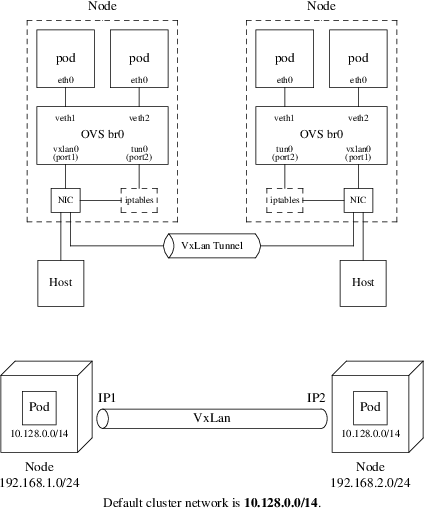 Node
Node
pod
pod
pod
pod
eth0
eth0
eth0
eth0
veth1
veth2
veth1
veth2
OVS br0
OVS br0
vxlan0
(port1)
tun0
(port2)
tun0
(port2)
vxlan0
(port1)
NIC
iptables
iptables
NIC
VxLan Tunnel
Host
Host
IP1
IP2
Pod
VxLan
Pod
10.128.0.0/14
10.128.0.0/14
Node
192.168.1.0/24
Node
192.168.2.0/24
Default cluster network is 10.128.0.0/14.